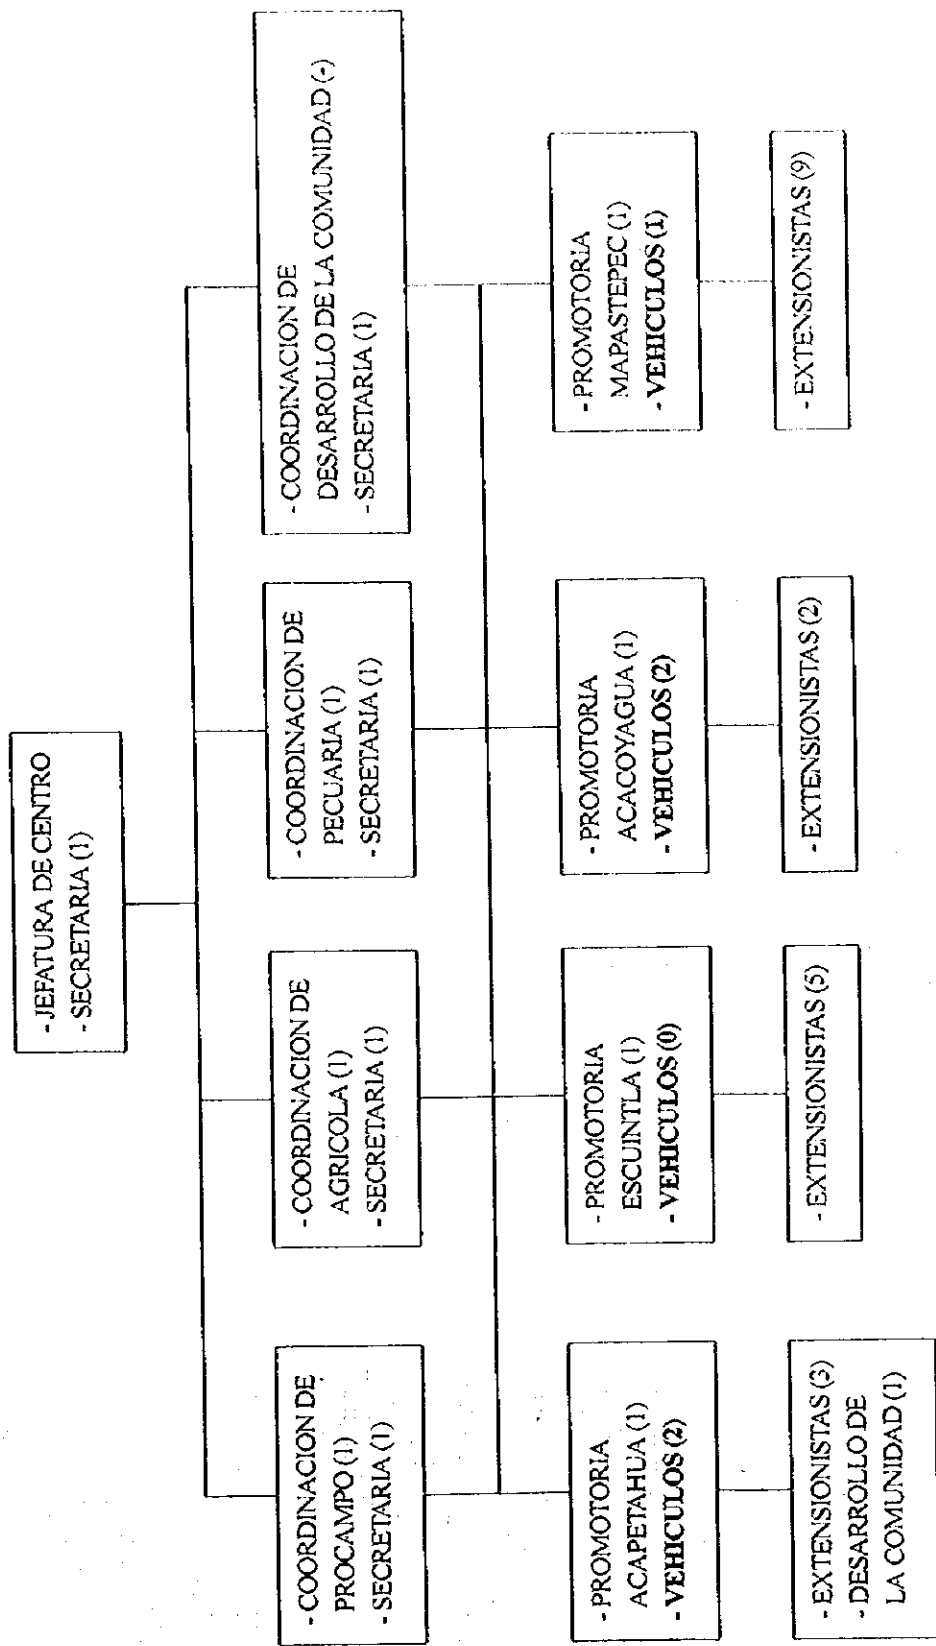 - JEFATURA DE CENTRO
- SECRETARIA (1)
- COORDINACION DE
PROCAMPO (1)
- SECRETARIA (1)
- COORDINACION DE
AGRICOLA (1)
- SECRETARIA (1)
- COORDINACION DE
PECUARIA (1)
- SECRETARIA (1)
- COORDINACION DE
DESARROLLO DE LA COMUNIDAD (-)
- SECRETARIA (1)
- PROMOTORIA
ACAPETAHUA (1)
- VEHICULOS (2)
- PROMOTORIA
ESCUINTLA (1)
- VEHICULOS (0)
- PROMOTORIA
ACACOYAGUA (1)
- VEHICULOS (2)
- PROMOTORIA
MAPASTEPEC (1)
- VEHICULOS (1)
- EXTENSIONISTAS (3)
- DESARROLLO DE
LA COMUNIDAD (1)
- EXTENSIONISTAS (5)
- EXTENSIONISTAS (2)
- EXTENSIONISTAS (9)